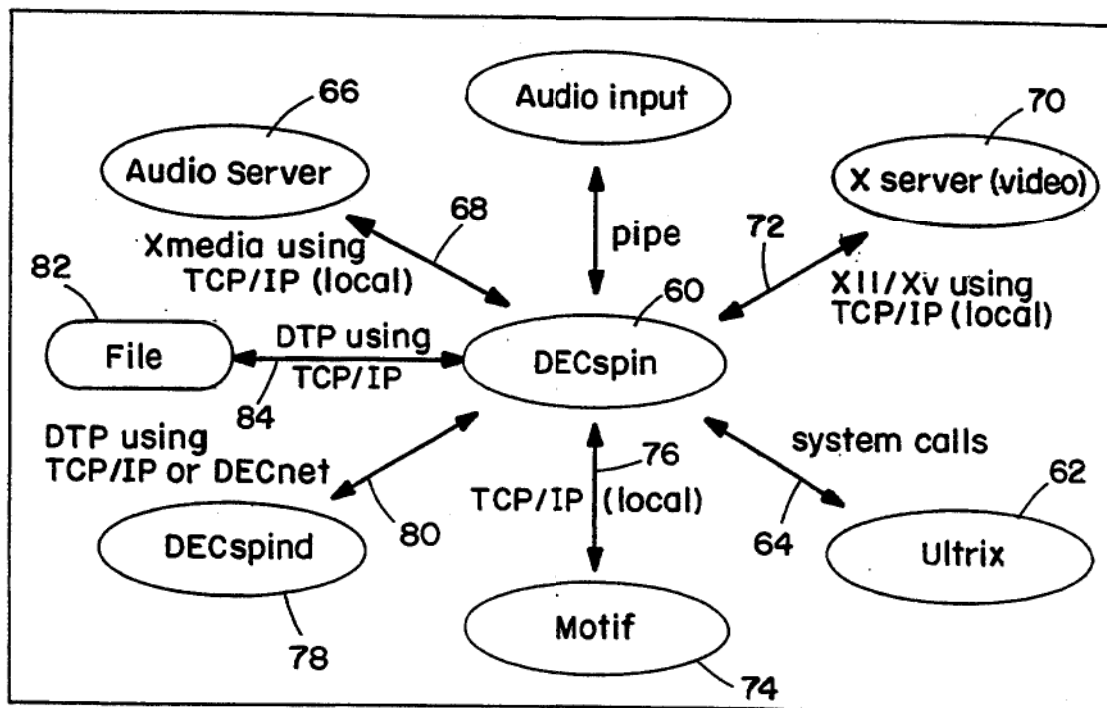 66
Audio input
70
Audio Server
X server (video)
68
pipe
72
Xmedia using
TCP/IP (local)
82
60
X11/Xv using
TCP/IP (local)
File
DTP using
TCP/IP
DECspin
84
DTP using
TCP/IP or DECnet
76
system calls
62
TCP/IP (local)
80
64
DECspind
Ultrix
Motif
78
74